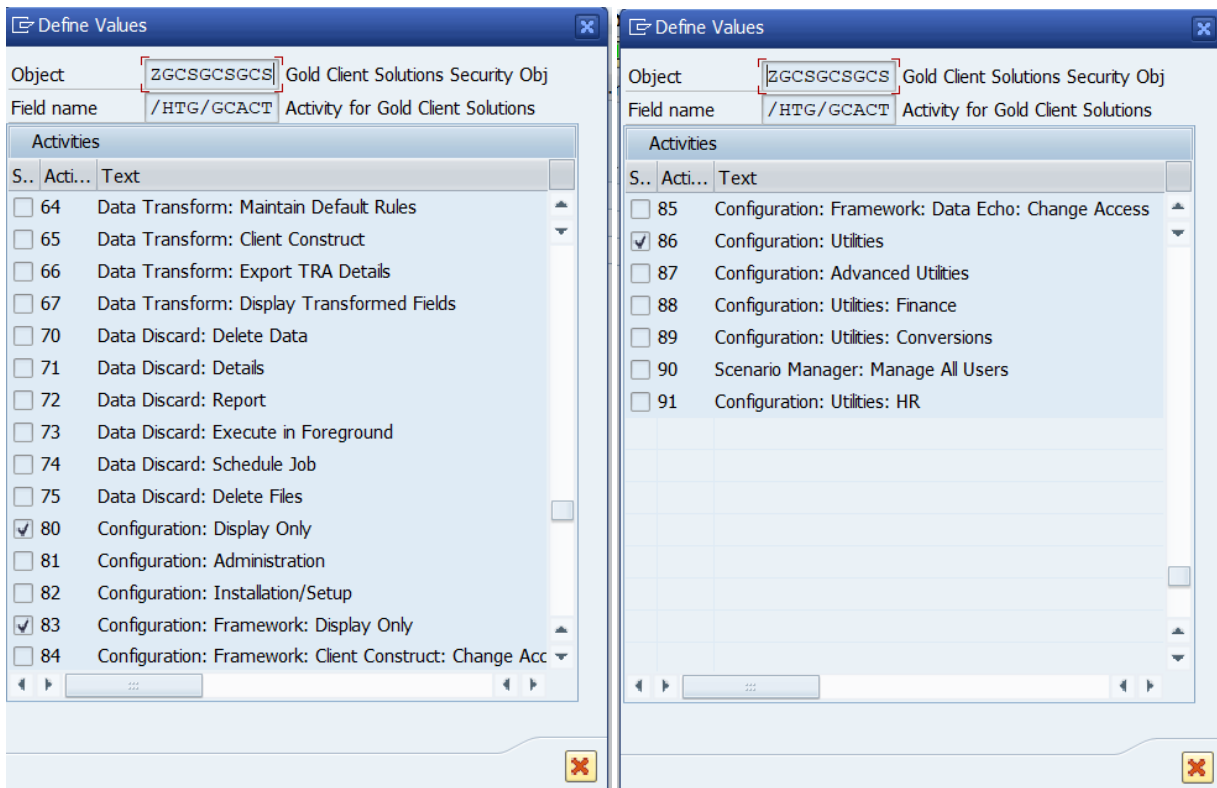 Define Values
Object ZGCSGCSGCS Gold Client Solutions Security Obj
Field name /HTG/GCACT Activity for Gold Client Solutions
Activities
S.. Acti... Text
64 Data Transform: Maintain Default Rules
65 Data Transform: Client Construct
66 Data Transform: Export TRA Details
67 Data Transform: Display Transformed Fields
70 Data Discard: Delete Data
71 Data Discard: Details
72 Data Discard: Report
73 Data Discard: Execute in Foreground
74 Data Discard: Schedule Job
75 Data Discard: Delete Files
80 Configuration: Display Only
81 Configuration: Administration
82 Configuration: Installation/Setup
83 Configuration: Framework: Display Only
84 Configuration: Framework: Client Construct: Change Acc
Define Values
Object ZGCSGCSGCS Gold Client Solutions Security Obj
Field name /HTG/GCACT Activity for Gold Client Solutions
Activities
S.. Acti... Text
85 Configuration: Framework: Data Echo: Change Access
86 Configuration: Utilities
87 Configuration: Advanced Utilities
88 Configuration: Utilities: Finance
89 Configuration: Utilities: Conversions
90 Scenario Manager: Manage All Users
91 Configuration: Utilities: HR